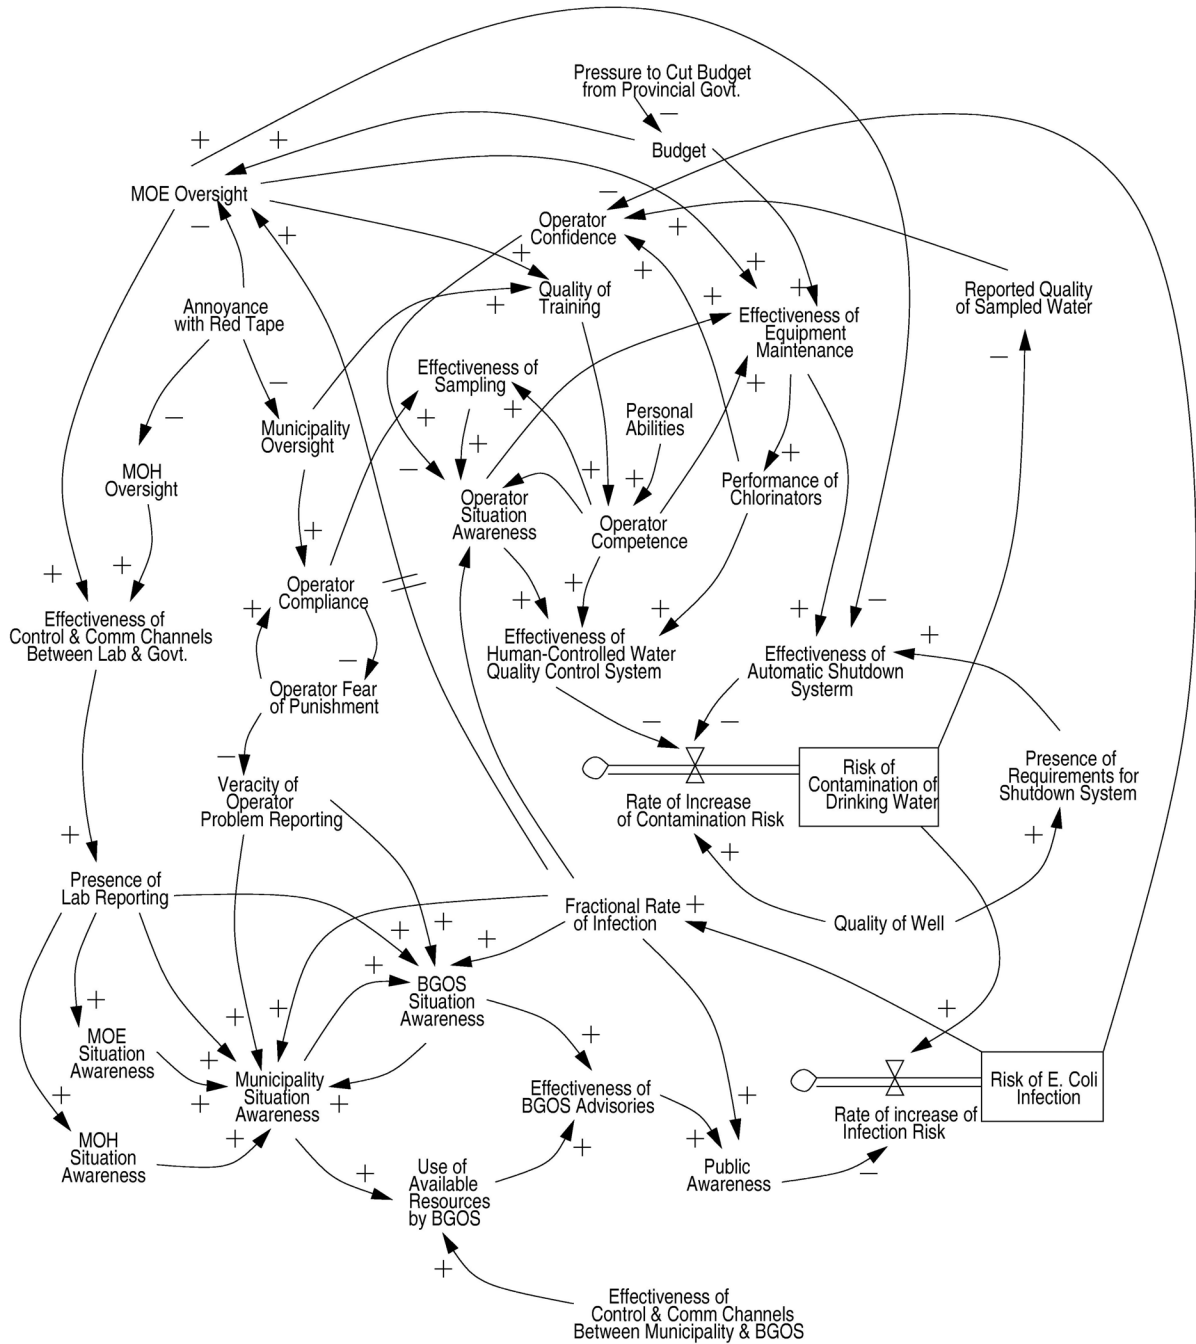 Pressure to Cut Budget
from Provincial Govt.
−
+
+
Budget
MOE Oversight
−
−
Operator
Confidence
+
+
+
+
+
Annoyance
with Red Tape
+
Quality of
Training
+
+
Effectiveness of
Equipment
Maintenance
Reported Quality
of Sampled Water
−
Effectiveness of
Sampling
−
+
−
+
+
Personal
Abilities
Municipality
Oversight
+
+
MOH
Oversight
−
+
+
Performance of
Chlorinators
Operator
Situation
Awareness
Operator
Competence
+
+
+
Operator
Compliance
+
+
+
+
+
−
+
Effectiveness of
Control & Comm Channels
Between Lab & Govt.
Effectiveness of
Human-Controlled Water
Quality Control System
Effectiveness of
Automatic Shutdown
Systerm
−
Operator Fear
of Punishment
−
−
−
Veracity of
Operator
Problem Reporting
Risk of
Contamination of
Drinking Water
Presence of
Requirements for
Shutdown System
Rate of Increase
of Contamination Risk
+
+
+
Presence of
Lab Reporting
Fractional Rate
of Infection
+
Quality of Well
+
+
+
+
BGOS
Situation
Awareness
+
+
+
+
+
MOE
Situation
Awareness
+
Municipality
Situation
Awareness
Effectiveness of
BGOS Advisories
Risk of E. Coli
Infection
+
+
+
+
Rate of increase of
Infection Risk
+
+
+
MOH
Situation
Awareness
+
Use of
Available
Resources
by BGOS
Public
Awareness
−
+
Effectiveness of
Control & Comm Channels
Between Municipality & BGOS